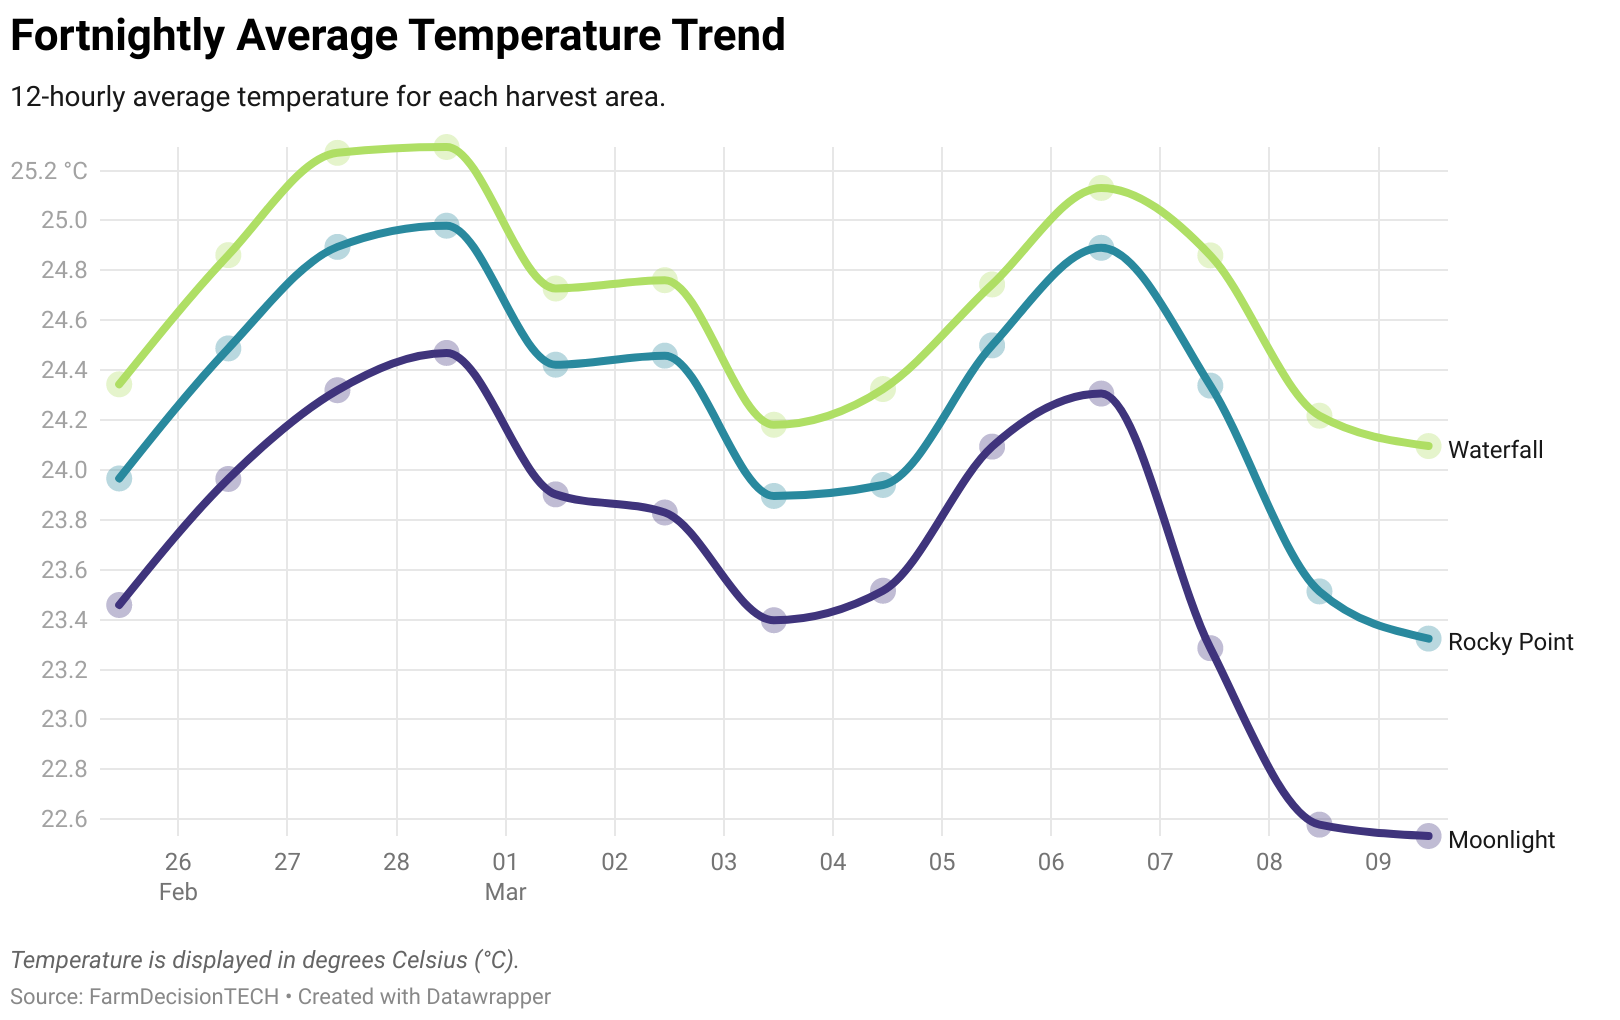 Fortnightly Average Temperature Trend
12-hourly average temperature for each harvest area.
25.2 °C
25.0
24.8
24.6
24.4
24.2
24.0
23.8
23.6
23.4
23.2
23.0
22.8
22.6
Waterfall
Rocky Point
Moonlight
26 27 28 01 02 03 04 05 06 07 08 09
Feb Mar
Temperature is displayed in degrees Celsius (°C).
Source: FarmDecisionTECH • Created with Datawrapper